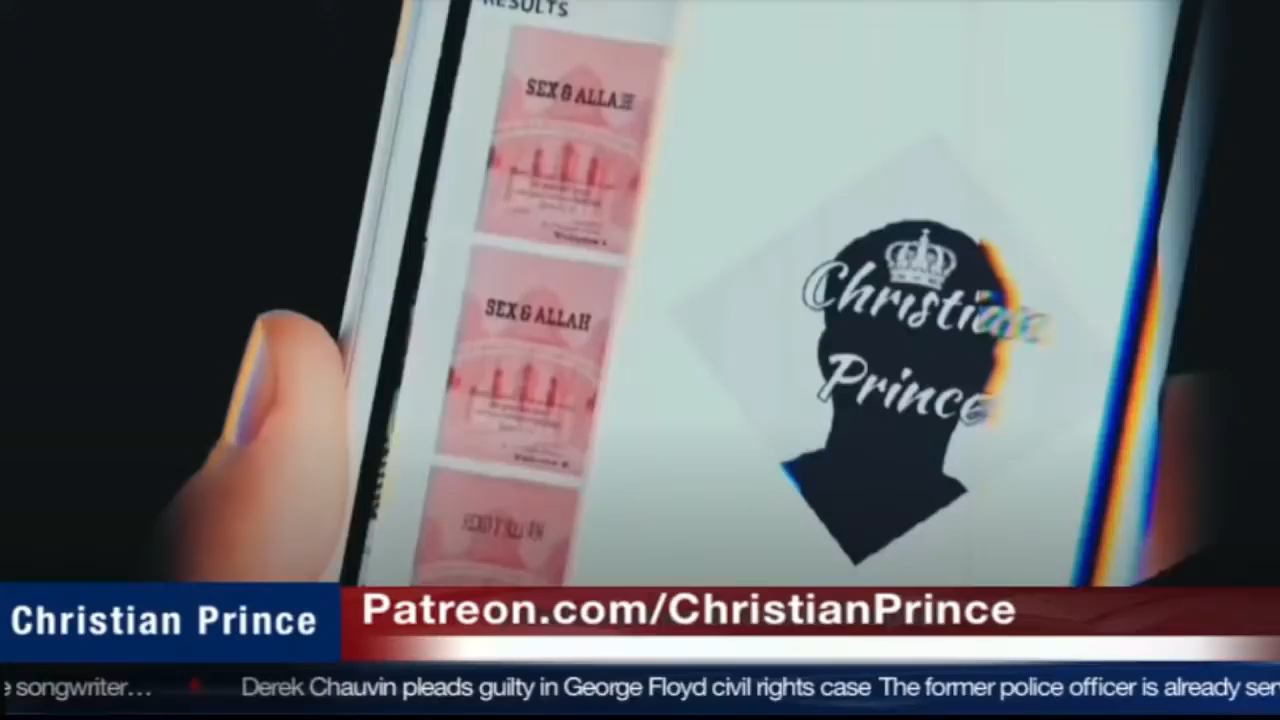 RESULTS
SEX & ALLAH
SEX & ALLAH
Christian
Prince
Christian Prince
Patreon.com/ChristianPrince
songwriter...
Derek Chauvin pleads guilty in George Floyd civil rights case The former police officer is already